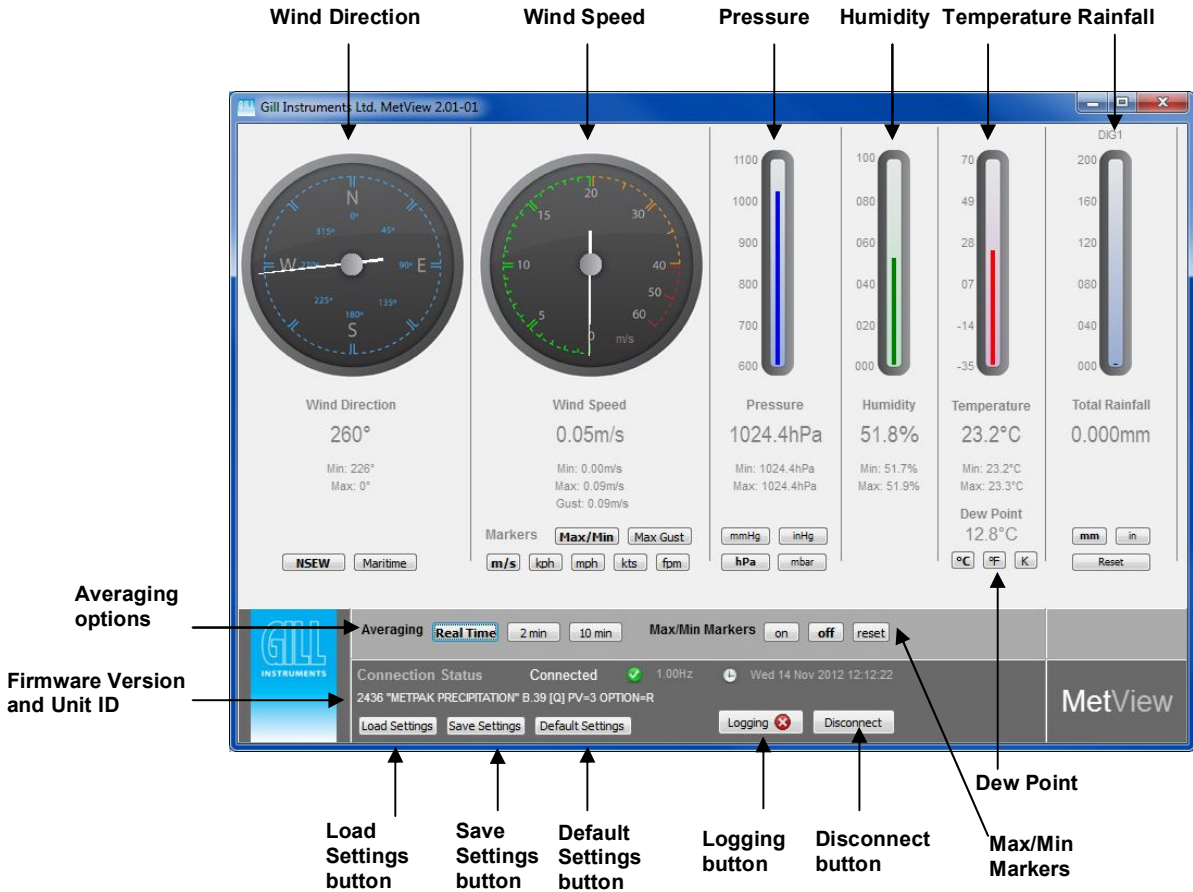 Wind Direction
Wind Speed
Pressure
Humidity
Temperature
Rainfall
Gill Instruments Ltd. MetView 2.01-01
N
0°
45°
90°
E
135°
180°
S
225°
W
270°
315°
0
5
10
15
20
30
40
50
60
m/s
1100
1000
900
800
700
600
100
080
060
040
020
000
70
49
28
07
-14
-35
DIG1
200
160
120
080
040
000
Wind Direction
260°
Min: 226°
Max: 0°
NSEW
Maritime
Wind Speed
0.05m/s
Min: 0.00m/s
Max: 0.09m/s
Gust: 0.09m/s
Markers
Max/Min
Max Gust
m/s
kph
mph
kts
fpm
Pressure
1024.4hPa
Min: 1024.4hPa
Max: 1024.4hPa
mmHg
inHg
hPa
mbar
Humidity
51.8%
Min: 51.7%
Max: 51.9%
Temperature
23.2°C
Min: 23.2°C
Max: 23.3°C
Dew Point
12.8°C
°C
°F
K
Total Rainfall
0.000mm
mm
in
Reset
Averaging
options
GILL
INSTRUMENTS
Averaging
Real Time
2 min
10 min
Max/Min Markers
on
off
reset
Firmware Version
and Unit ID
Connection Status
Connected
1.00Hz
Wed 14 Nov 2012 12:12:22
2436 "METPAK PRECIPITATION" B.39 [Q] PV=3 OPTION=R
Load Settings
Save Settings
Default Settings
Logging
Disconnect
MetView
Dew Point
Load
Settings
button
Save
Settings
button
Default
Settings
button
Logging
button
Disconnect
button
Max/Min
Markers